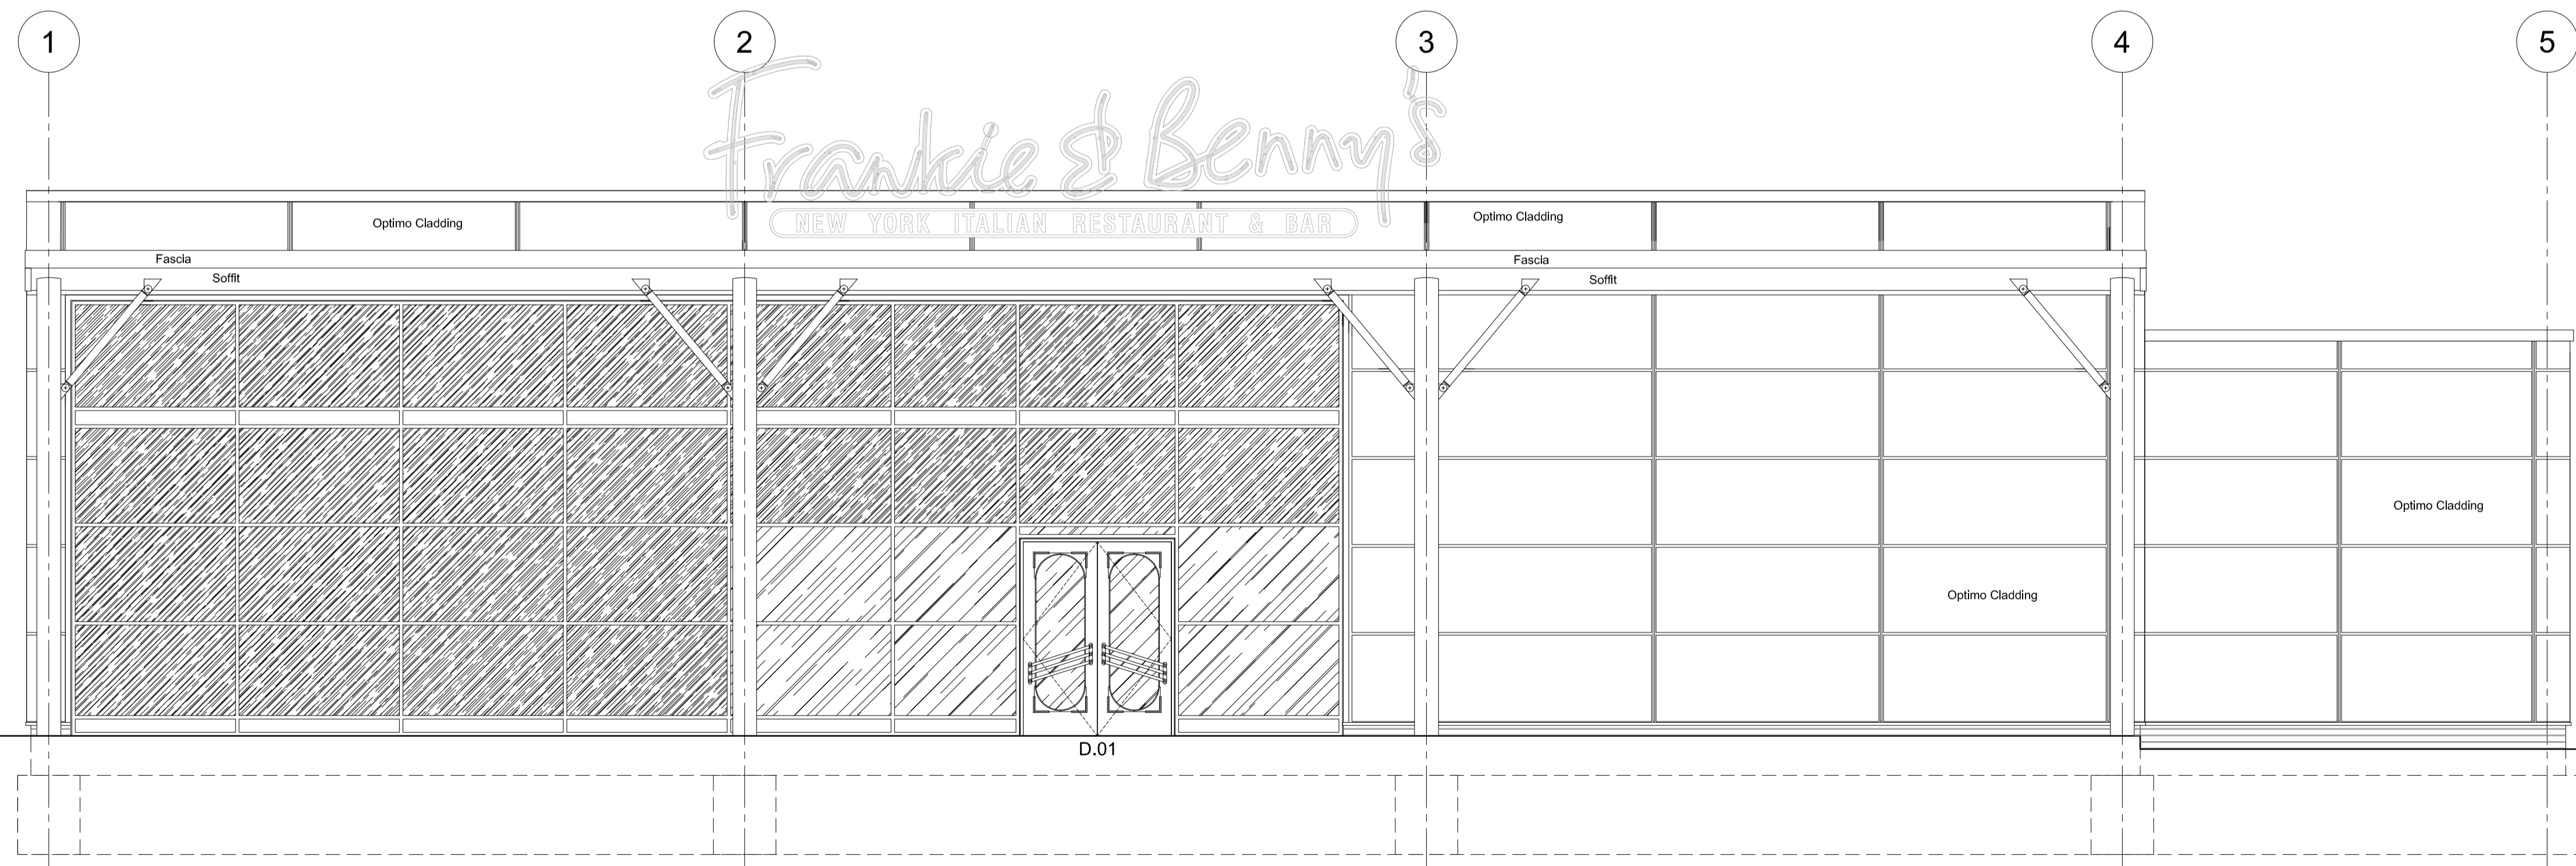 1
2
3
4
5
Frankie & Benny's
NEW YORK ITALIAN RESTAURANT & BAR
Optimo Cladding
Optimo Cladding
Fascia
Fascia
Soffit
Soffit
Optimo Cladding
Optimo Cladding
D.01